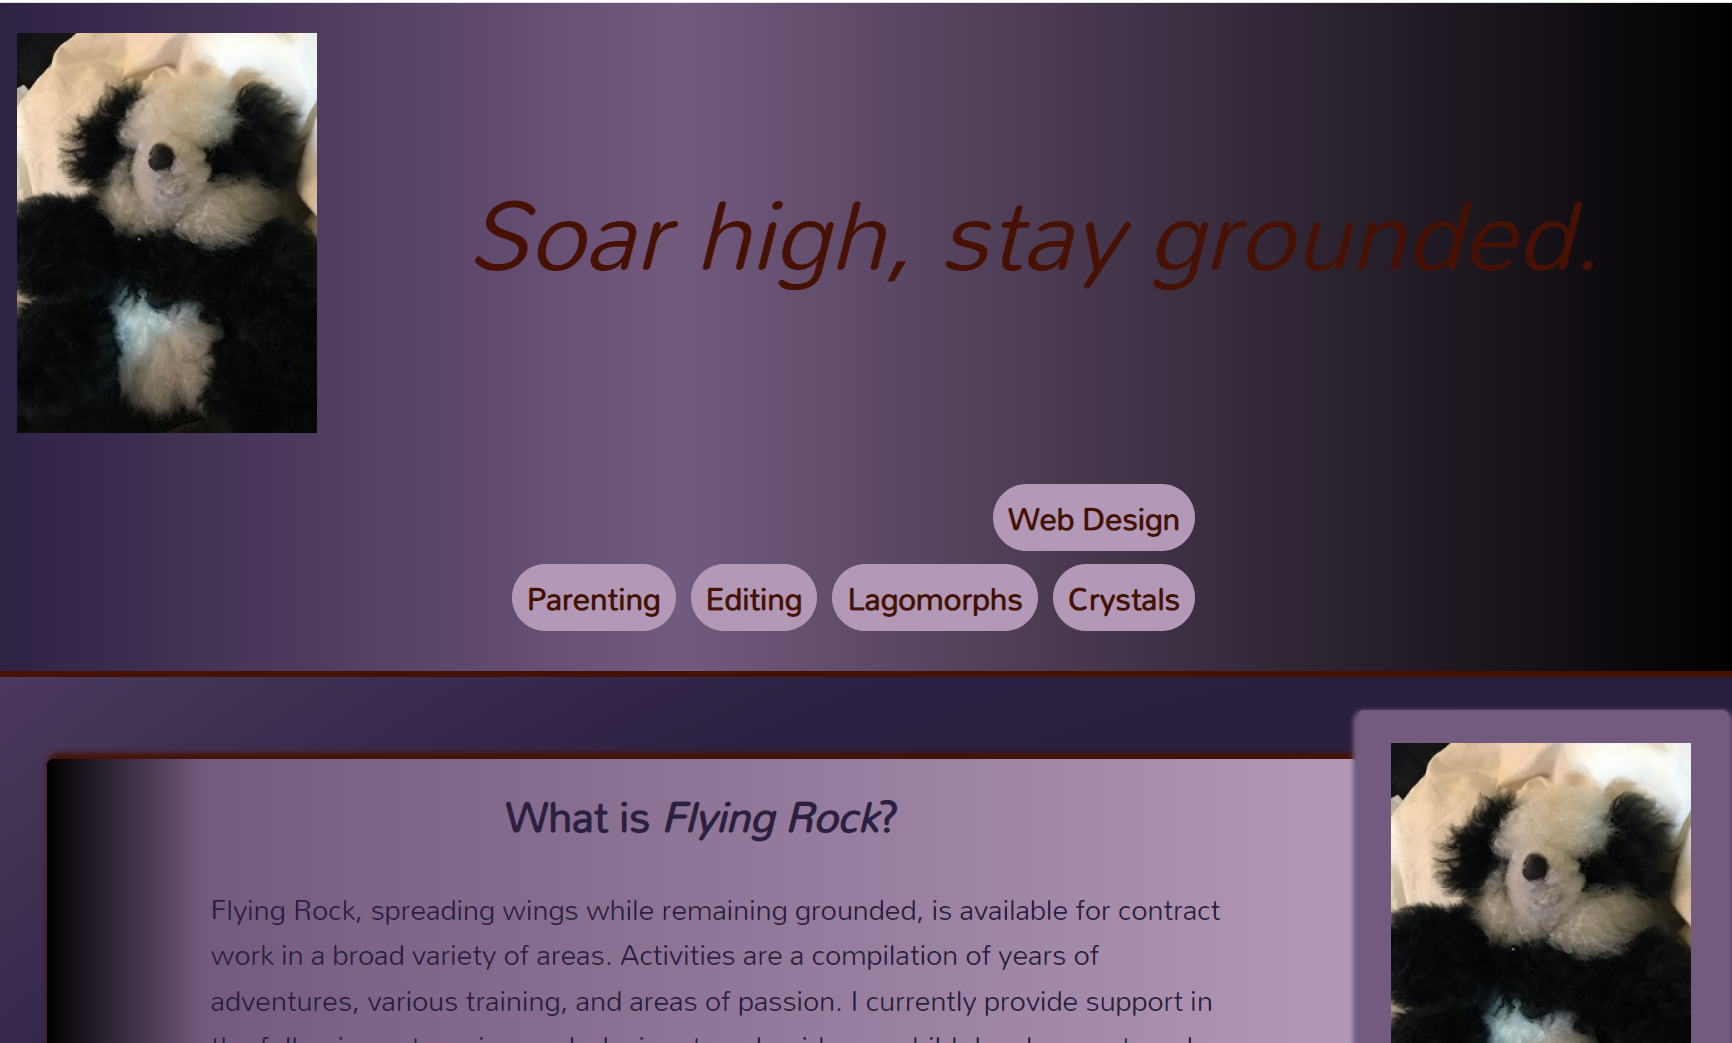 Soar high, stay grounded.
Web Design
Parenting Editing Lagomorphs Crystals
What is Flying Rock?
Flying Rock, spreading wings while remaining grounded, is available for contract
work in a broad variety of areas. Activities are a compilation of years of
adventures, various training, and areas of passion. I currently provide support in